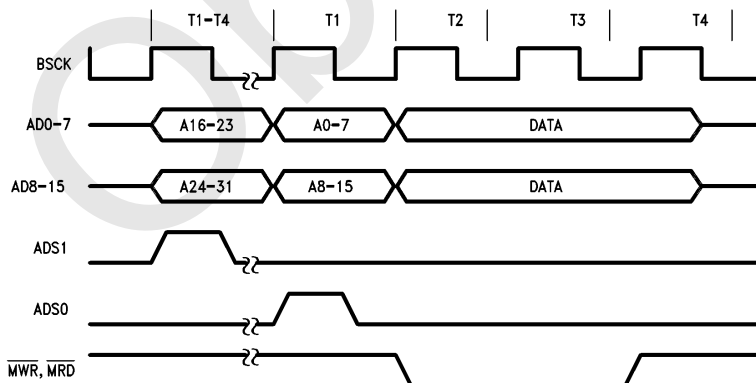 T1-T4 T1 T2 T3 T4
BSCK
AD0-7 A16-23 A0-7 DATA
AD8-15 A24-31 A8-15 DATA
ADS1
ADS0
MWR, MRD